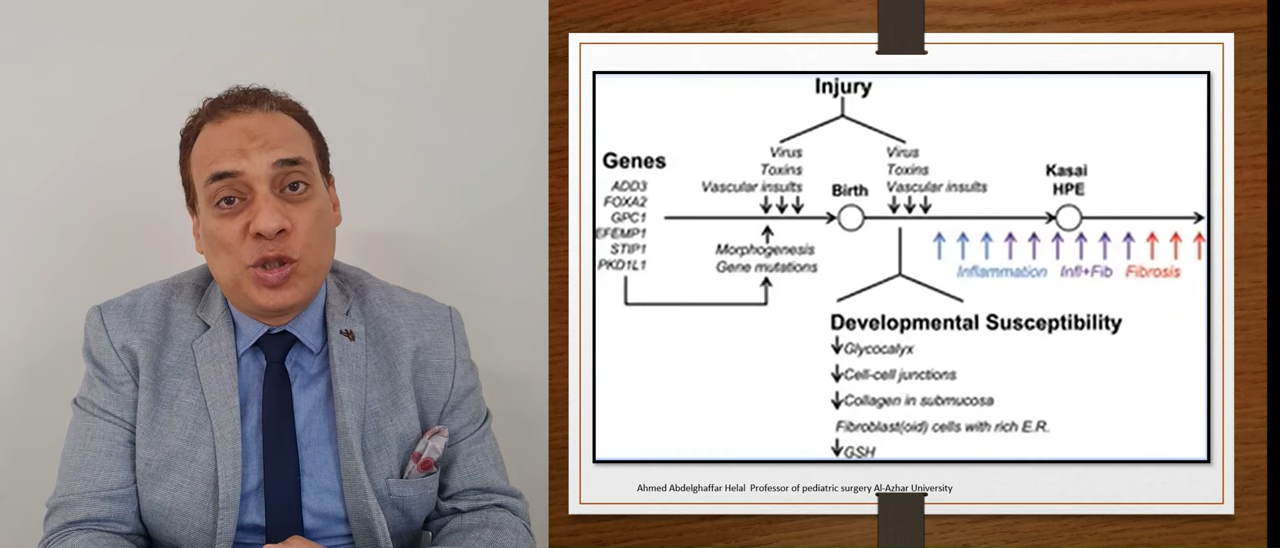 Injury
Genes
ADD3
FOXA2
GPC1
EFEMP1
STIP1
PKD1L1
Virus
Toxins
Vascular insults
Birth
Virus
Toxins
Vascular insults
Kasai
HPE
Morphogenesis
Gene mutations
Inflammation
Infl+Fib
Fibrosis
Developmental Susceptibility
↓Glycocalyx
↓Cell-cell junctions
↓Collagen in submucosa
Fibroblast(oid) cells with rich E.R.
↓GSH
Ahmed Abdelghaffar Helal Professor of pediatric surgery Al-Azhar University